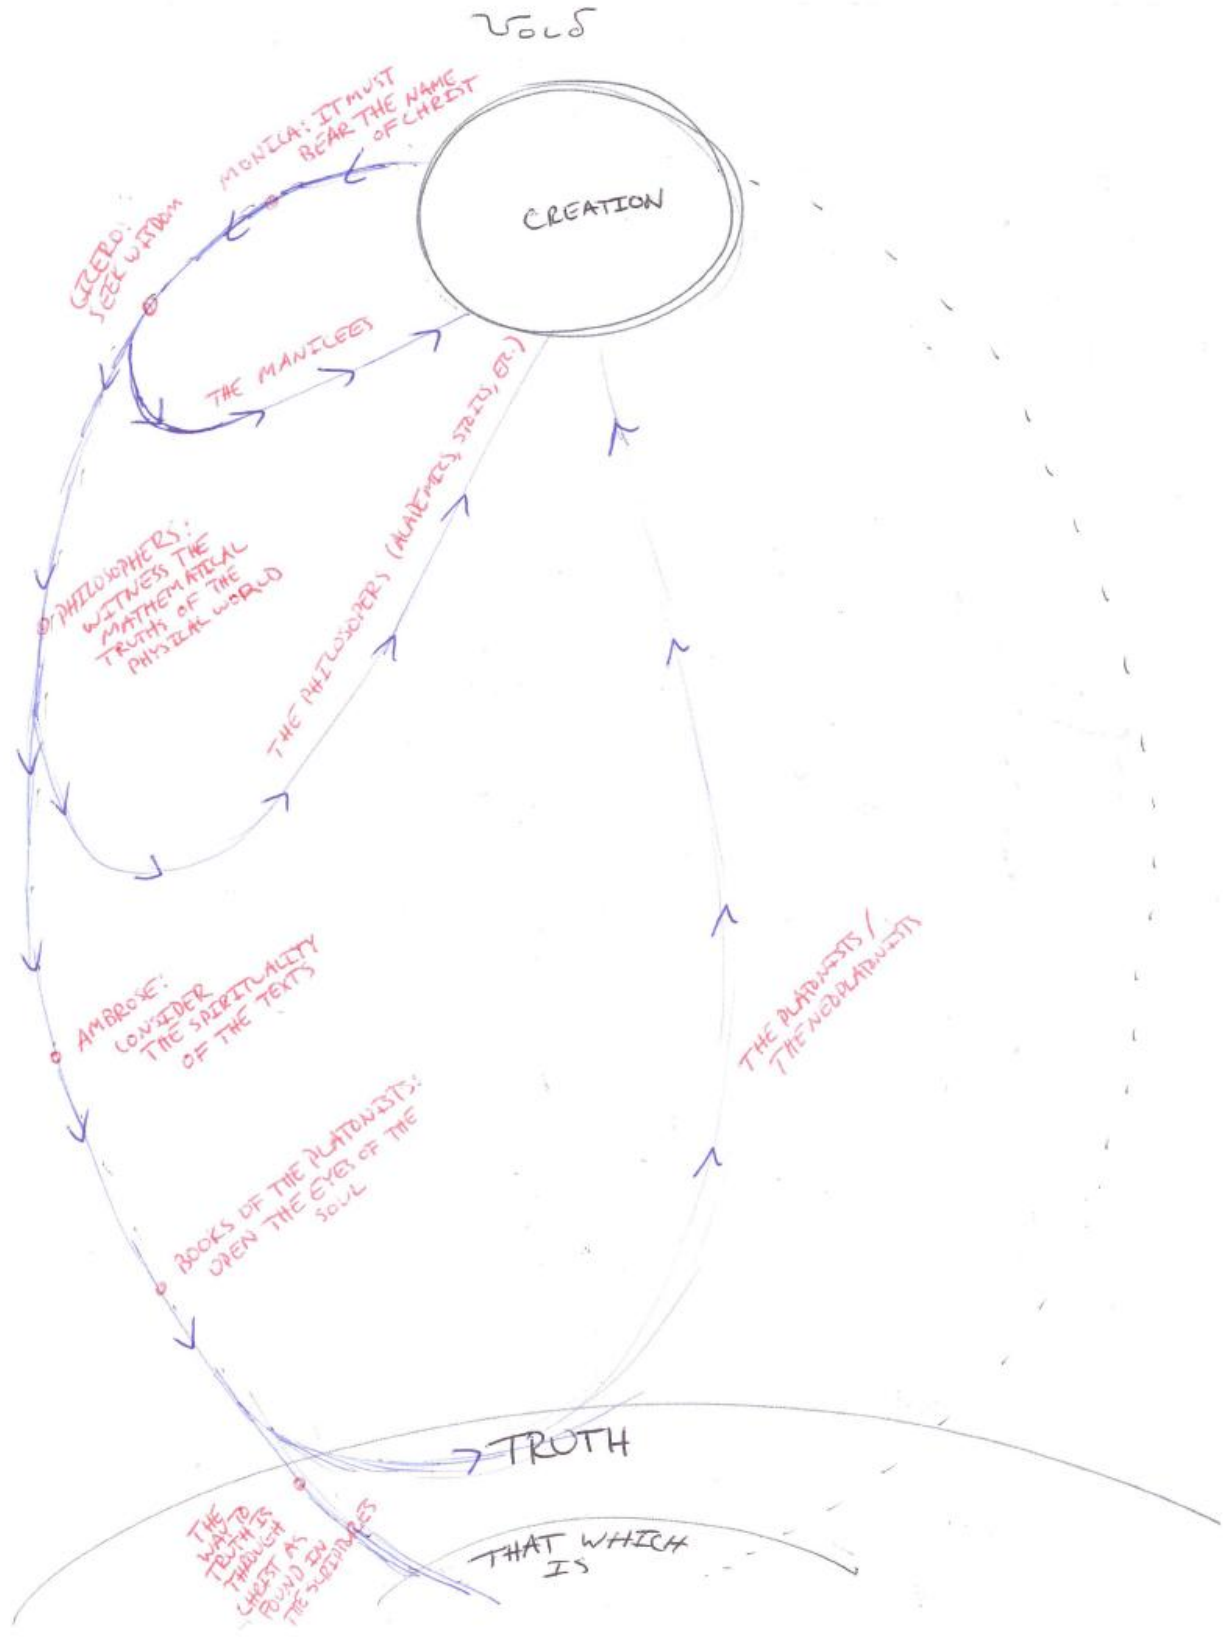 VOID
MONICA: IT MUST
BEAR THE NAME
OF CHRIST
CREATION
CICERO:
SEEK WISDOM
THE MANICEES
PHILOSOPHERS:
WITNESS THE
MATHEMATICAL
TRUTHS OF THE
PHYSICAL WORLD
THE PHILOSOPERS (ACADEMICS, STOICS, ETC.)
AMBROSE:
CONSIDER
THE SPIRITUALITY
OF THE TEXTS
THE PLATONISTS /
THE NEOPLATONISTS
BOOKS OF THE PLATONISTS:
OPEN THE EYES OF THE
SOUL
TRUTH
THE
WAY TO
TRUTH IS
THROUGH
CHRIST AS
FOUND IN
THE SCRIPTURES
THAT WHICH
IS